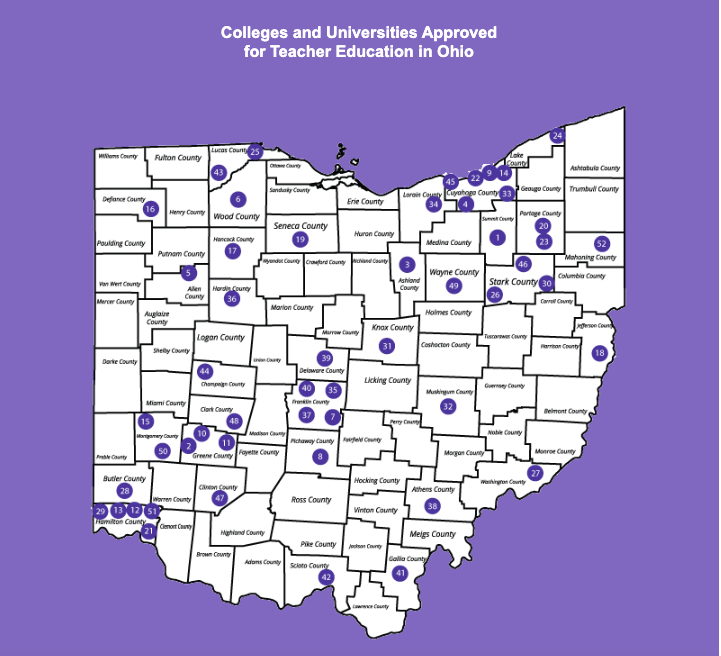 Colleges and Universities Approved
for Teacher Education in Ohio
24
Lucas County
25
Williams County
Fulton County
Lake
County
Ottawa County
43
Ashtabula County
22
9
14
45
Sandusky County
Geauga County
Trumbull County
Defiance County
6
Erie County
Lorain County
Cuyahoga County
33
16
34
4
Henry County
Wood County
Seneca County
Summit County
Portage County
20
Paulding County
Hancock County
19
Huron County
Medina County
1
23
52
17
Putnam County
Mahoning County
Wyandot County
Crawford County
Richland County
3
46
5
Wayne County
Columbia County
Van Wert County
Allen
County
Hardin County
Ashland
County
49
Stark County
30
Mercer County
36
26
Carroll County
Marion County
Auglaize
County
Holmes County
Jefferson County
Knox County
Morrow County
Logan County
Tuscarawas County
31
Coshocton County
Harrison County
18
Shelby County
Darke County
Union County
39
44
Delaware County
Licking County
Champaign County
Guernsey County
40
35
Muskingum County
Miami County
Franklin County
32
Clark County
37
7
Belmont County
15
48
Perry County
10
Madison County
Noble County
Montgomery County
2
11
Pichaway County
Fairfield County
50
Greene County
Fayette County
8
Morgan County
Monroe County
Preble County
27
Butler County
Hocking County
Washington County
28
Clinton County
Athens County
Warren County
47
Ross County
38
29
13
12
51
Vinton County
Hamilton County
Clemont County
21
Highland County
Meigs County
Pike County
Jackson County
Brown County
Adams County
Scioto County
Gallia County
42
41
Lawrence County